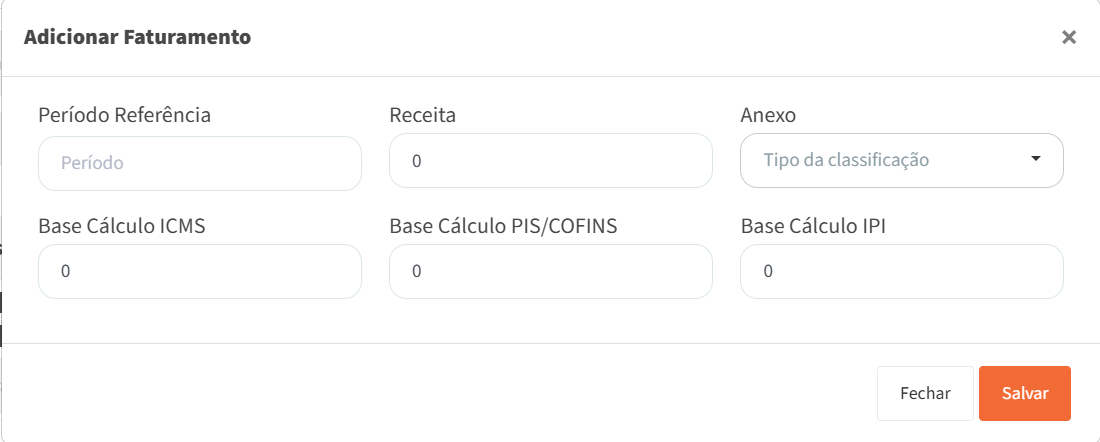 Adicionar Faturamento
×
Período Referência
Receita
Anexo
Período
0
Tipo da classificação
Base Cálculo ICMS
Base Cálculo PIS/COFINS
Base Cálculo IPI
0
0
0
Fechar
Salvar